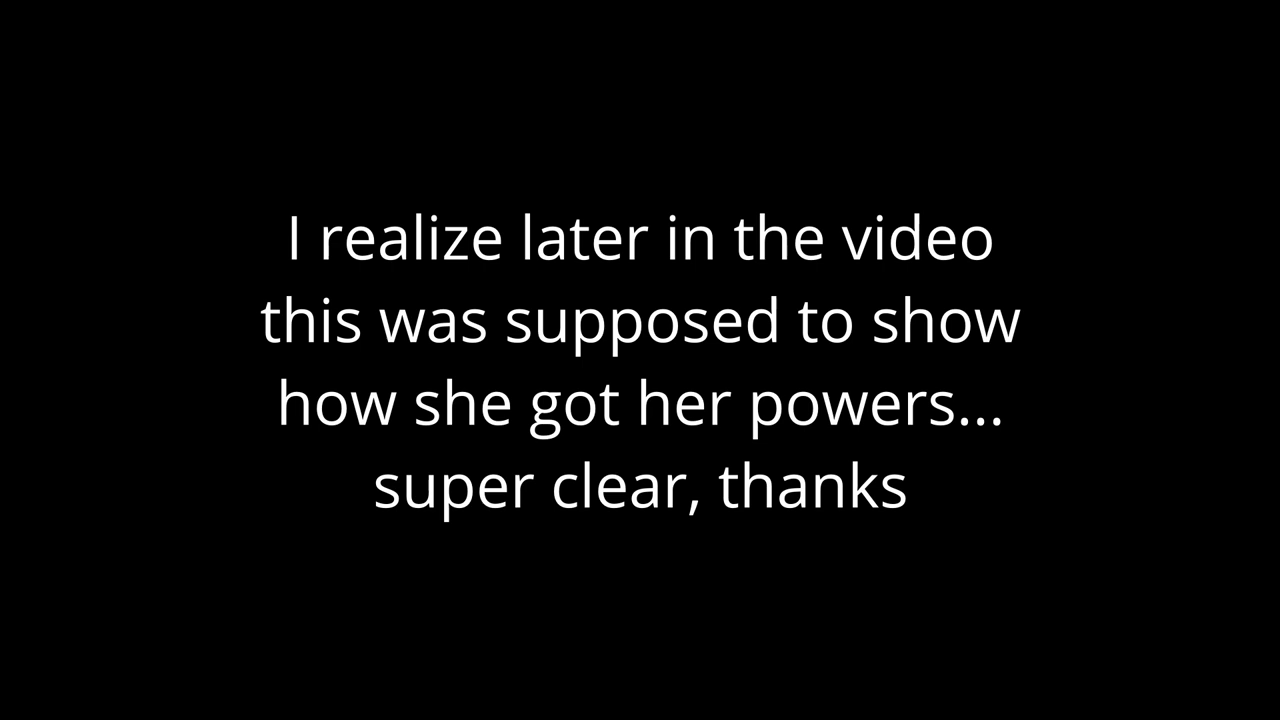 I realize later in the video
this was supposed to show
how she got her powers...
super clear, thanks